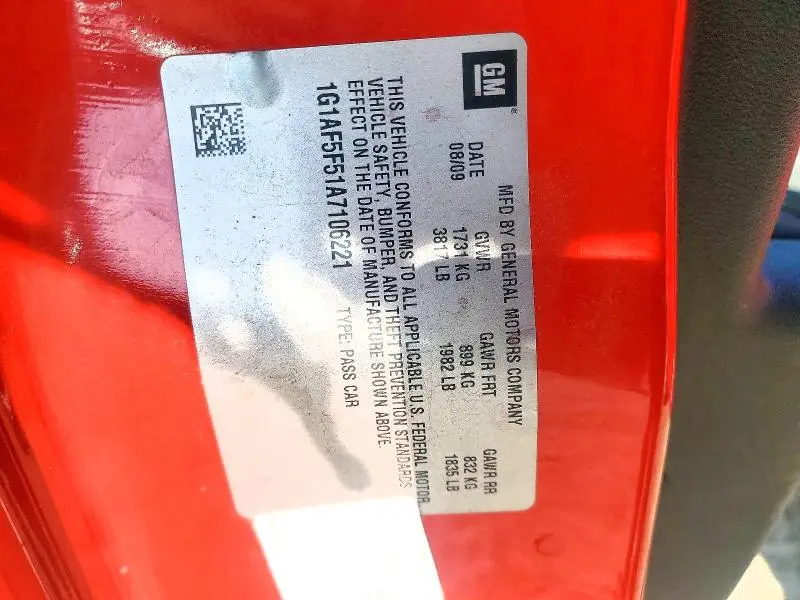 GM
MFD BY GENERAL MOTORS COMPANY
DATE GVWR GAWR FRT GAWR RR
08/09 1731 KG 899 KG 832 KG
3817 LB 1982 LB 1835 LB
THIS VEHICLE CONFORMS TO ALL APPLICABLE U.S. FEDERAL MOTOR
VEHICLE SAFETY, BUMPER, AND THEFT PREVENTION STANDARDS
EFFECT ON THE DATE OF MANUFACTURE SHOWN ABOVE.
1G1AF5F51A7106221 TYPE: PASS CAR